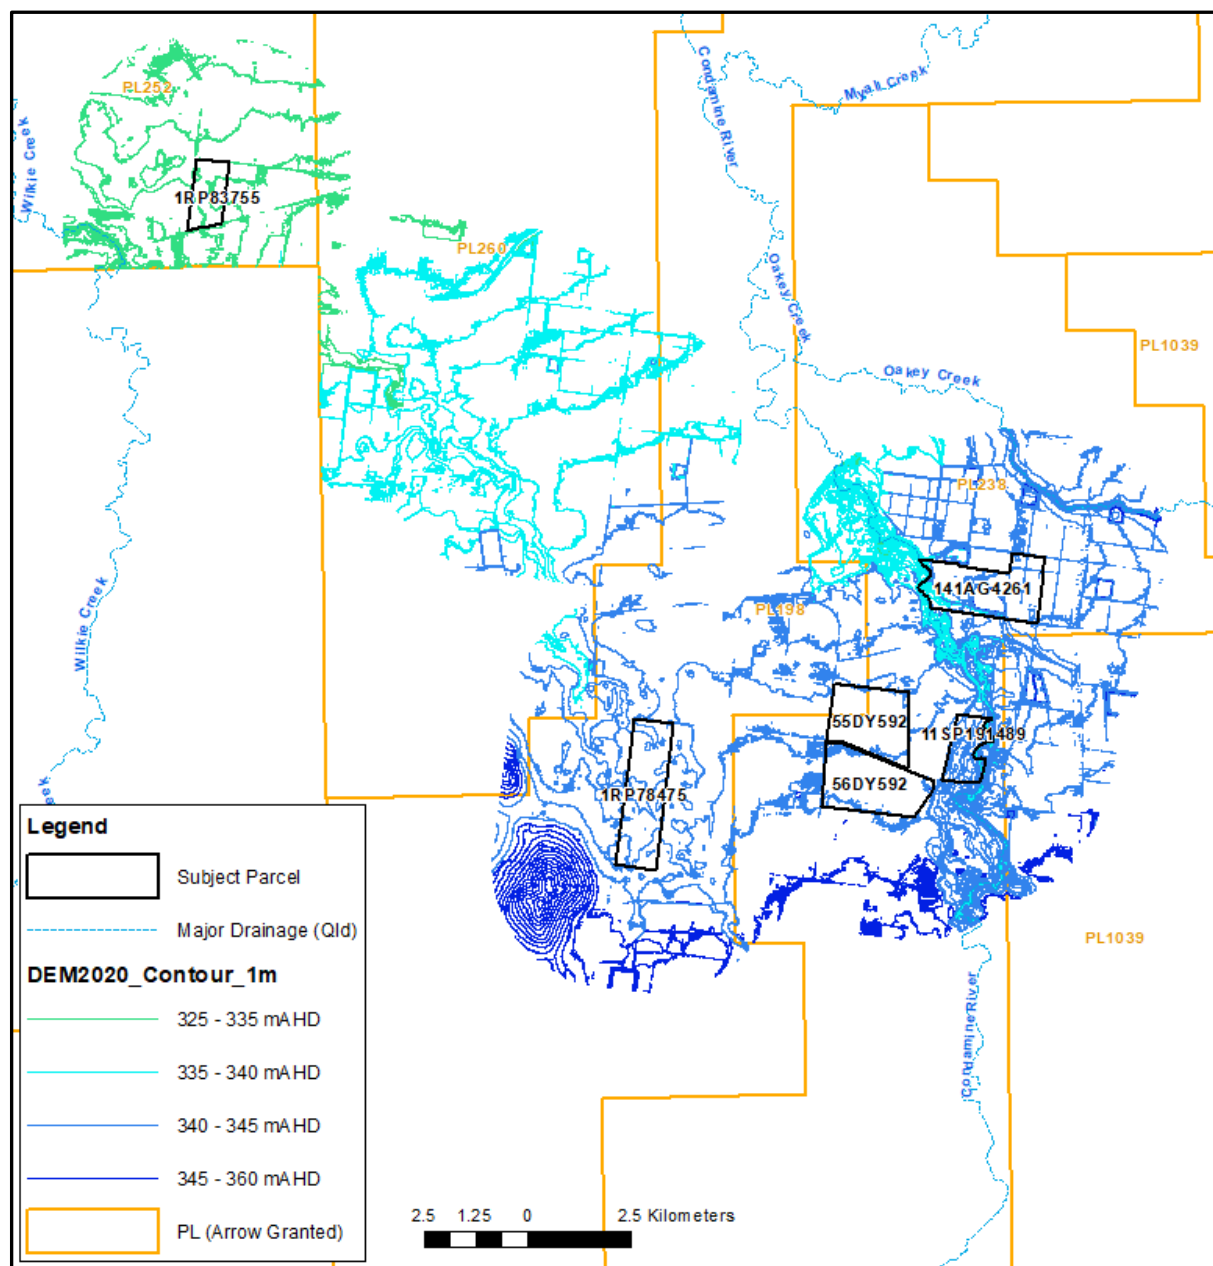 Condamine River
Myall Creek
PL252
Wilkie Creek
1RP83755
PL260
Oakey Creek
PL1039
Oakey Creek
PL238
141AG4261
PL198
Wilkie Creek
55DY592
11SP191489
1RP78475
56DY592
eek
PL1039
Condamine River
Legend
Subject Parcel
Major Drainage (Qld)
DEM2020_Contour_1m
325 - 335 mAHD
335 - 340 mAHD
340 - 345 mAHD
345 - 360 mAHD
PL (Arrow Granted)
2.5 1.25 0 2.5 Kilometers